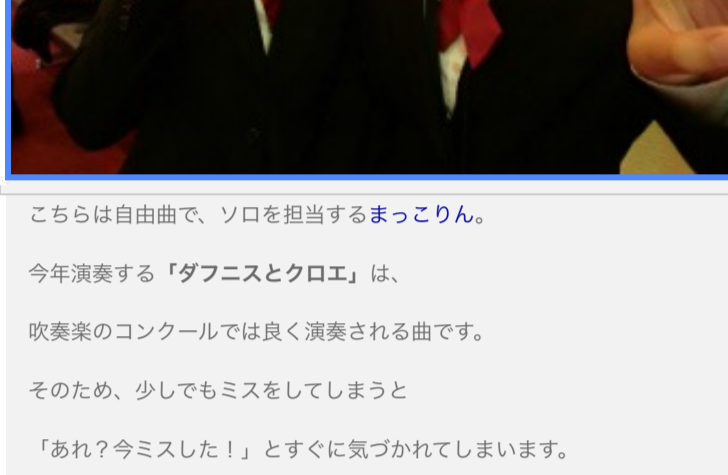 こちらは自由曲で、ソロを担当するまっこりん。
今年演奏する「ダフニスとクロエ」は、
吹奏楽のコンクールでは良く演奏される曲です。
そのため、少しでもミスをしてしまうと
「あれ？今ミスした！」とすぐに気づかれてしまいます。